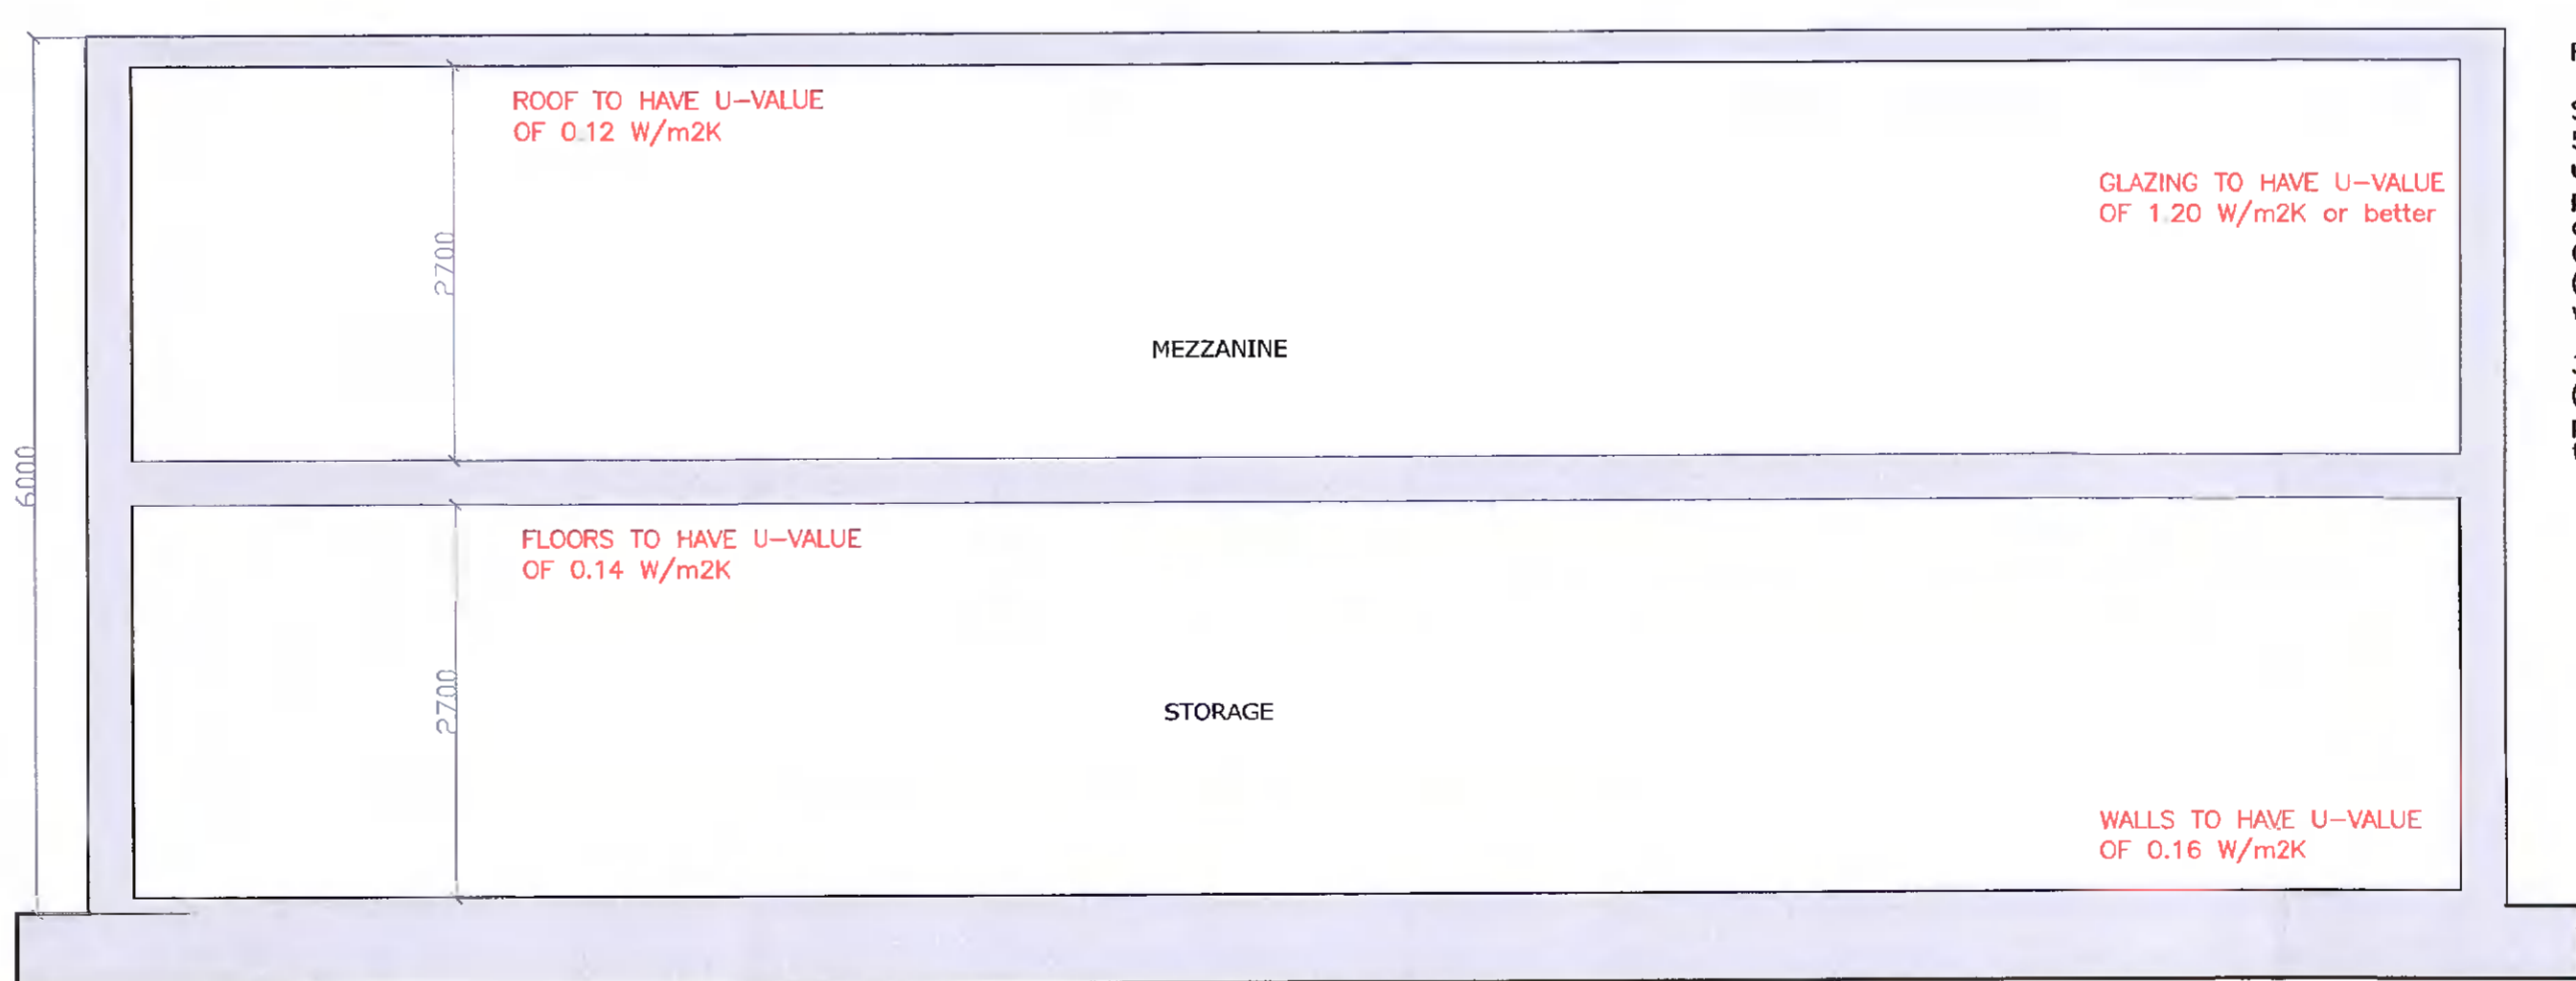 ROOF TO HAVE U-VALUE
OF 0.12 W/m2K
GLAZING TO HAVE U-VALUE
OF 1.20 W/m2K or better
2700
MEZZANINE
6000
FLOORS TO HAVE U-VALUE
OF 0.14 W/m2K
2700
STORAGE
WALLS TO HAVE U-VALUE
OF 0.16 W/m2K